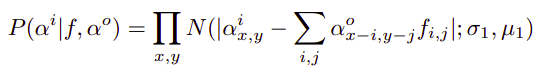 P(α^i|f, α^o) = ∏_{x,y} N(|α^i_{x,y} − ∑_{i,j} α^o_{x−i,y−j} f_{i,j}|; σ_1, μ_1)